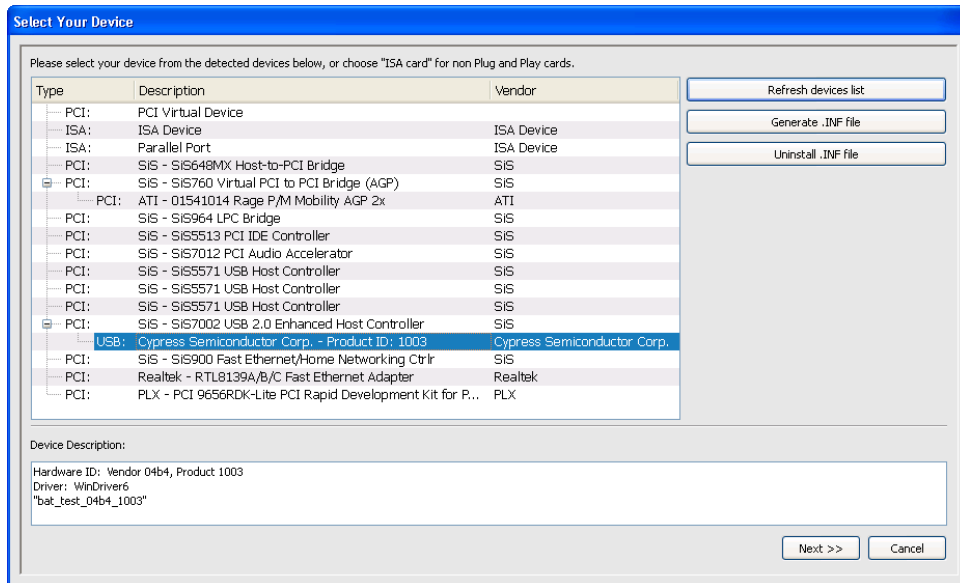 Select Your Device
Please select your device from the detected devices below, or choose "ISA card" for non Plug and Play cards.
Type Description Vendor
PCI: PCI Virtual Device
ISA: ISA Device ISA Device
ISA: Parallel Port ISA Device
PCI: SiS - SiS648MX Host-to-PCI Bridge SiS
PCI: SiS - SiS760 Virtual PCI to PCI Bridge (AGP) SiS
PCI: ATI - 01541014 Rage P/M Mobility AGP 2x ATI
PCI: SiS - SiS964 LPC Bridge SiS
PCI: SiS - SiS5513 PCI IDE Controller SiS
PCI: SiS - SiS7012 PCI Audio Accelerator SiS
PCI: SiS - SiS5571 USB Host Controller SiS
PCI: SiS - SiS5571 USB Host Controller SiS
PCI: SiS - SiS5571 USB Host Controller SiS
PCI: SiS - SiS7002 USB 2.0 Enhanced Host Controller SiS
USB: Cypress Semiconductor Corp. - Product ID: 1003 Cypress Semiconductor Corp.
PCI: SiS - SiS900 Fast Ethernet/Home Networking Ctrlr SiS
PCI: Realtek - RTL8139A/B/C Fast Ethernet Adapter Realtek
PCI: PLX - PCI 9656RDK-Lite PCI Rapid Development Kit for P... PLX
Refresh devices list
Generate .INF file
Uninstall .INF file
Device Description:
Hardware ID: Vendor 04b4, Product 1003
Driver: WinDriver6
"bat_test_04b4_1003"
Next >> Cancel